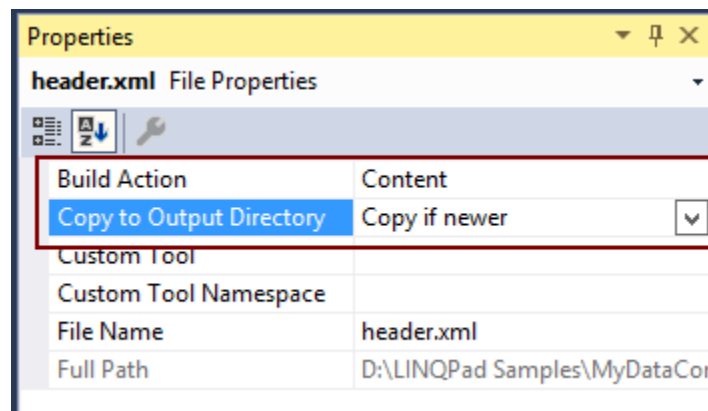 Properties
header.xml File Properties
Build Action Content
Copy to Output Directory Copy if newer
Custom Tool
Custom Tool Namespace
File Name header.xml
Full Path D:\LINQPad Samples\MyDataCor